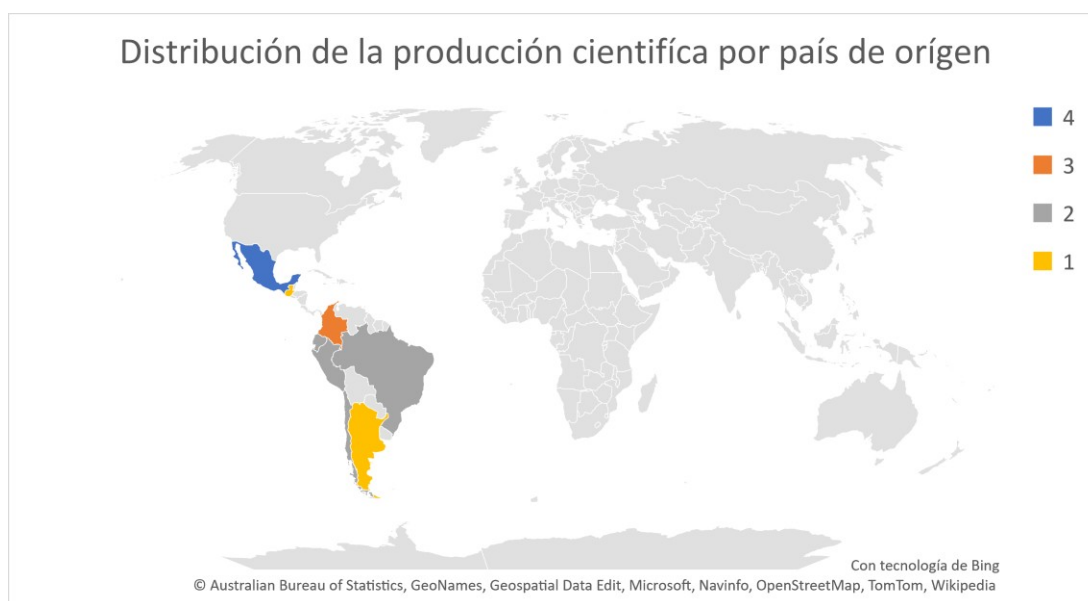 Distribución de la producción cientifíca por país de orígen
4
3
2
1
Con tecnología de Bing
© Australian Bureau of Statistics, GeoNames, Geospatial Data Edit, Microsoft, Navinfo, OpenStreetMap, TomTom, Wikipedia